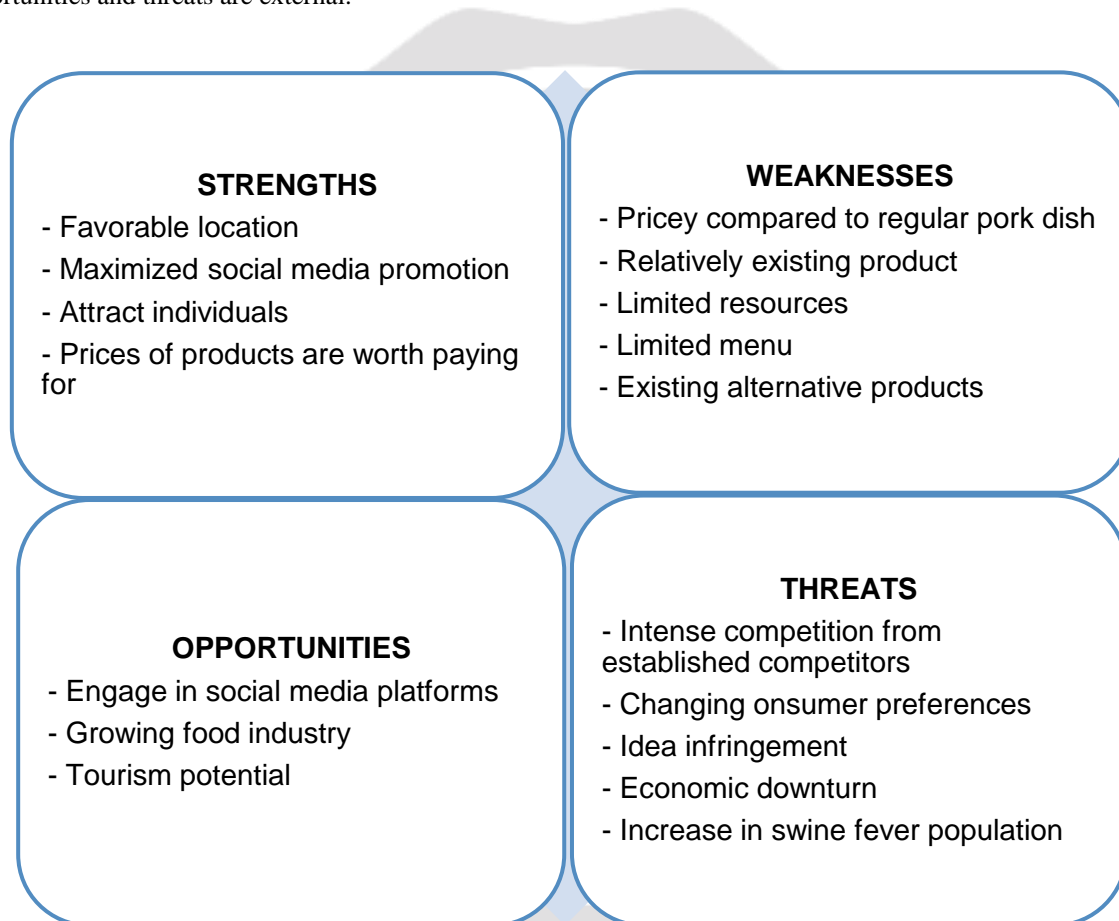 opportunities and threats are external.
STRENGTHS
- Favorable location
- Maximized social media promotion
- Attract individuals
- Prices of products are worth paying
for
WEAKNESSES
- Pricey compared to regular pork dish
- Relatively existing product
- Limited resources
- Limited menu
- Existing alternative products
OPPORTUNITIES
- Engage in social media platforms
- Growing food industry
- Tourism potential
THREATS
- Intense competition from
established competitors
- Changing onsumer preferences
- Idea infringement
- Economic downturn
- Increase in swine fever population